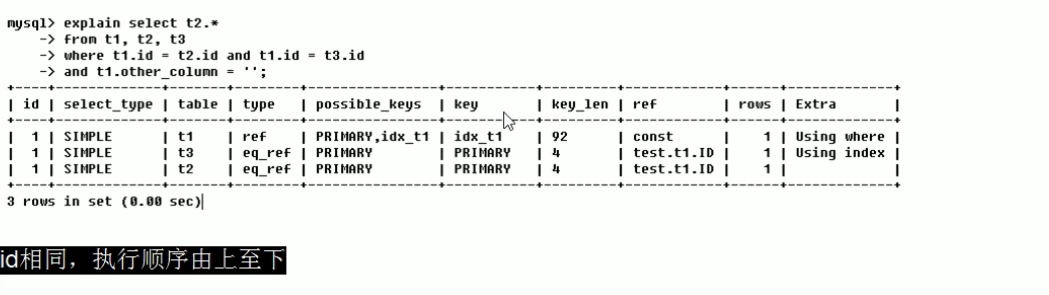 mysql> explain select t2.*
    -> from t1, t2, t3
    -> where t1.id = t2.id and t1.id = t3.id
    -> and t1.other_column = '';
+----+-------------+-------+--------+----------------+---------+---------+------------+------+-------------+
| id | select_type | table | type | possible_keys | key | key_len | ref | rows | Extra |
+----+-------------+-------+--------+----------------+---------+---------+------------+------+-------------+
| 1 | SIMPLE | t1 | ref | PRIMARY,idx_t1 | idx_t1 | 92 | const | 1 | Using where |
| 1 | SIMPLE | t3 | eq_ref | PRIMARY | PRIMARY | 4 | test.t1.ID | 1 | Using index |
| 1 | SIMPLE | t2 | eq_ref | PRIMARY | PRIMARY | 4 | test.t1.ID | 1 | |
+----+-------------+-------+--------+----------------+---------+---------+------------+------+-------------+
3 rows in set (0.00 sec)
id相同，执行顺序由上至下